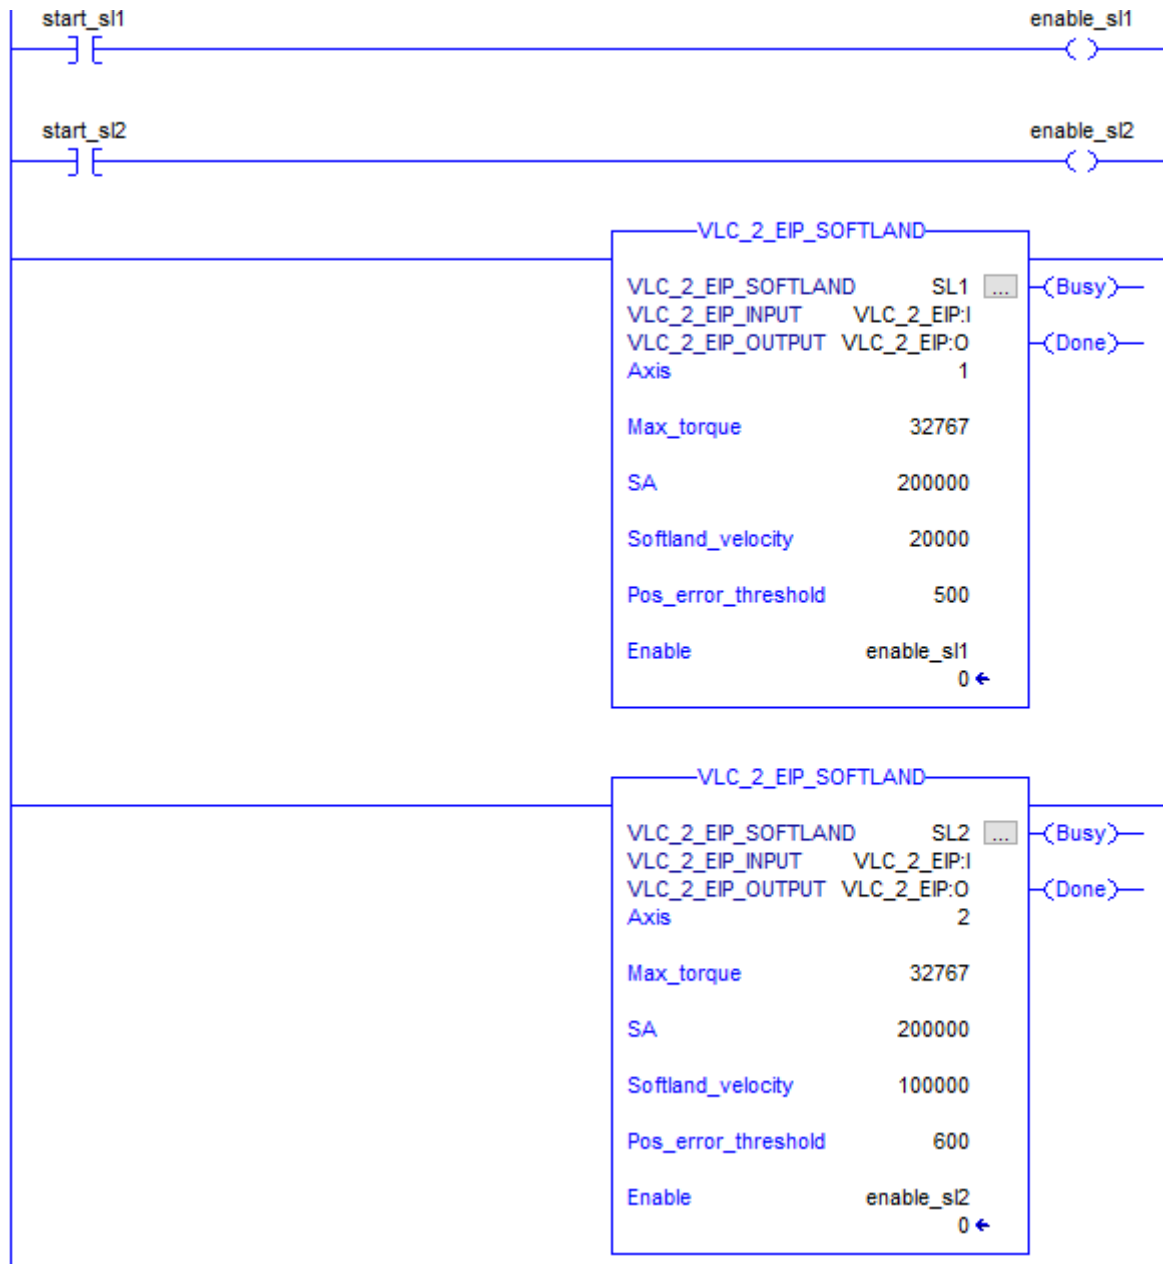 start_sl1 enable_sl1
start_sl2 enable_sl2
VLC_2_EIP_SOFTLAND
VLC_2_EIP_SOFTLAND SL1 ... Busy
VLC_2_EIP_INPUT VLC_2_EIP:I
VLC_2_EIP_OUTPUT VLC_2_EIP:O Done
Axis 1
Max_torque 32767
SA 200000
Softland_velocity 20000
Pos_error_threshold 500
Enable enable_sl1
0
VLC_2_EIP_SOFTLAND
VLC_2_EIP_SOFTLAND SL2 ... Busy
VLC_2_EIP_INPUT VLC_2_EIP:I
VLC_2_EIP_OUTPUT VLC_2_EIP:O Done
Axis 2
Max_torque 32767
SA 200000
Softland_velocity 100000
Pos_error_threshold 600
Enable enable_sl2
0